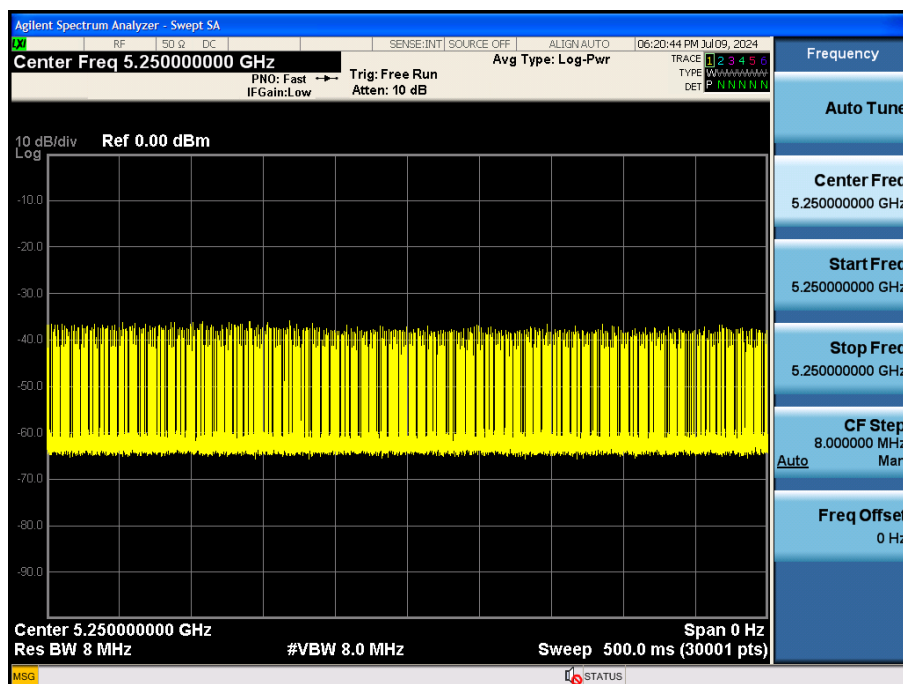 Agilent Spectrum Analyzer - Swept SA
LXI RF 50 Ω DC SENSE:INT SOURCE OFF ALIGN AUTO 06:20:44 PM Jul 09, 2024
Center Freq 5.250000000 GHz
Avg Type: Log-Pwr
TRACE 1 2 3 4 5 6
PNO: Fast Trig: Free Run
TYPE WWWWWW
IFGain:Low Atten: 10 dB
DET P N N N N N
10 dB/div Ref 0.00 dBm
Log
-10.0
-20.0
-30.0
-40.0
-50.0
-60.0
-70.0
-80.0
-90.0
Center 5.250000000 GHz Span 0 Hz
Res BW 8 MHz #VBW 8.0 MHz Sweep 500.0 ms (30001 pts)
MSG STATUS
Frequency
Auto Tune
Center Freq
5.250000000 GHz
Start Freq
5.250000000 GHz
Stop Freq
5.250000000 GHz
CF Step
8.000000 MHz
Auto Man
Freq Offset
0 Hz